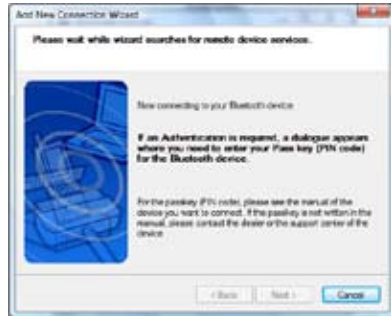 Add New Connection Wizard
Please wait while wizard searches for remote device services.
Now connecting to your Bluetooth device
If an Authentication is required, a dialogue appears
where you need to enter your Pass key (PIN code)
for the Bluetooth device.
For the passkey (PIN code), please see the manual of the
device you want to connect. If the passkey is not written in the
manual, please contact the dealer or the support center of the
device.
< Back
Next >
Cancel